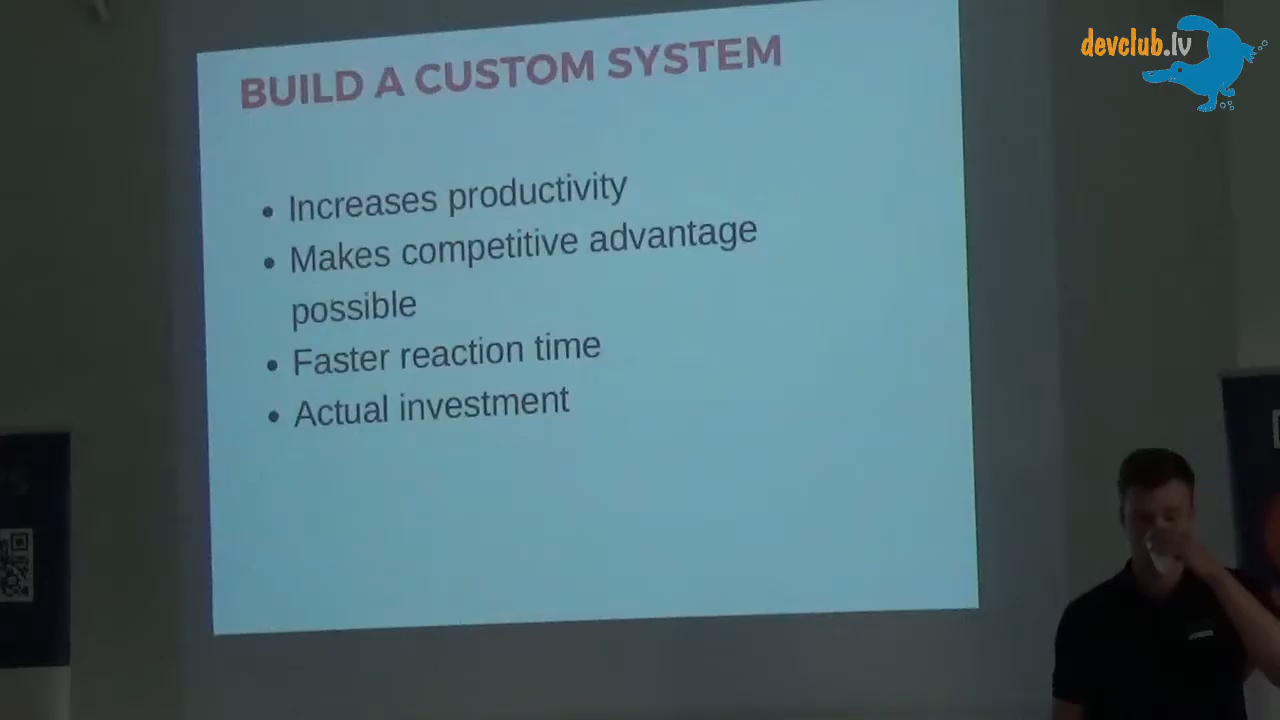 devclub.lv
BUILD A CUSTOM SYSTEM
• Increases productivity
• Makes competitive advantage
possible
• Faster reaction time
• Actual investment